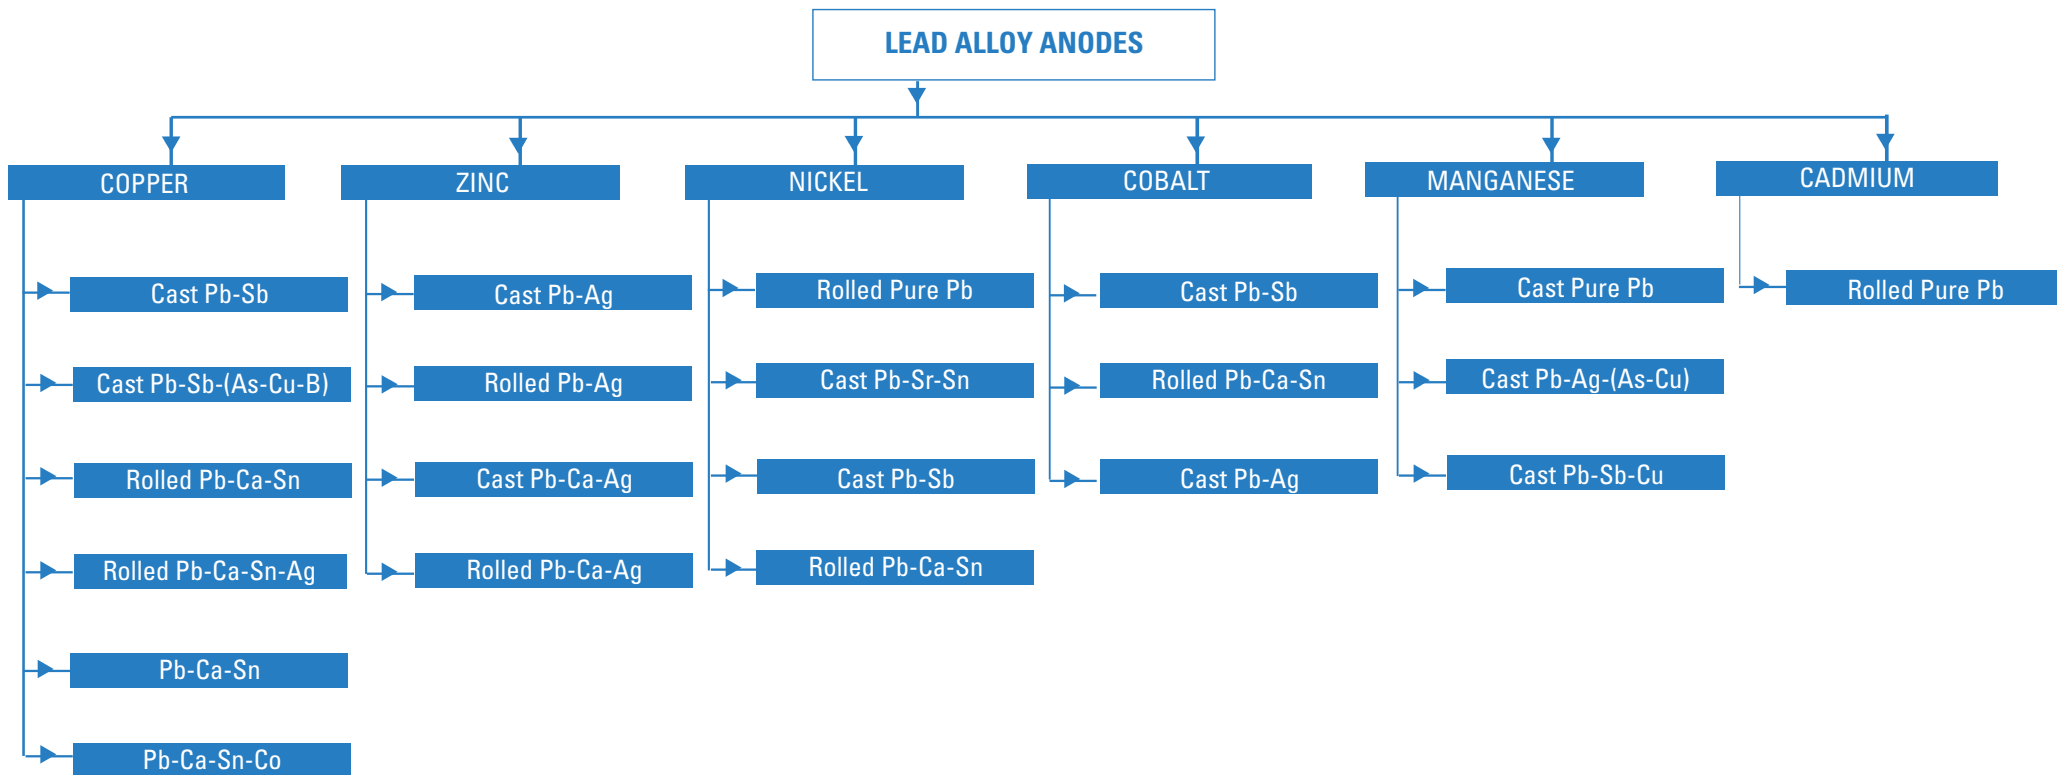 LEAD ALLOY ANODES
COPPER
Cast Pb-Sb
Cast Pb-Sb-(As-Cu-B)
Rolled Pb-Ca-Sn
Rolled Pb-Ca-Sn-Ag
Pb-Ca-Sn
Pb-Ca-Sn-Co
ZINC
Cast Pb-Ag
Rolled Pb-Ag
Cast Pb-Ca-Ag
Rolled Pb-Ca-Ag
NICKEL
Rolled Pure Pb
Cast Pb-Sr-Sn
Cast Pb-Sb
Rolled Pb-Ca-Sn
COBALT
Cast Pb-Sb
Rolled Pb-Ca-Sn
Cast Pb-Ag
MANGANESE
Cast Pure Pb
Cast Pb-Ag-(As-Cu)
Cast Pb-Sb-Cu
CADMIUM
Rolled Pure Pb